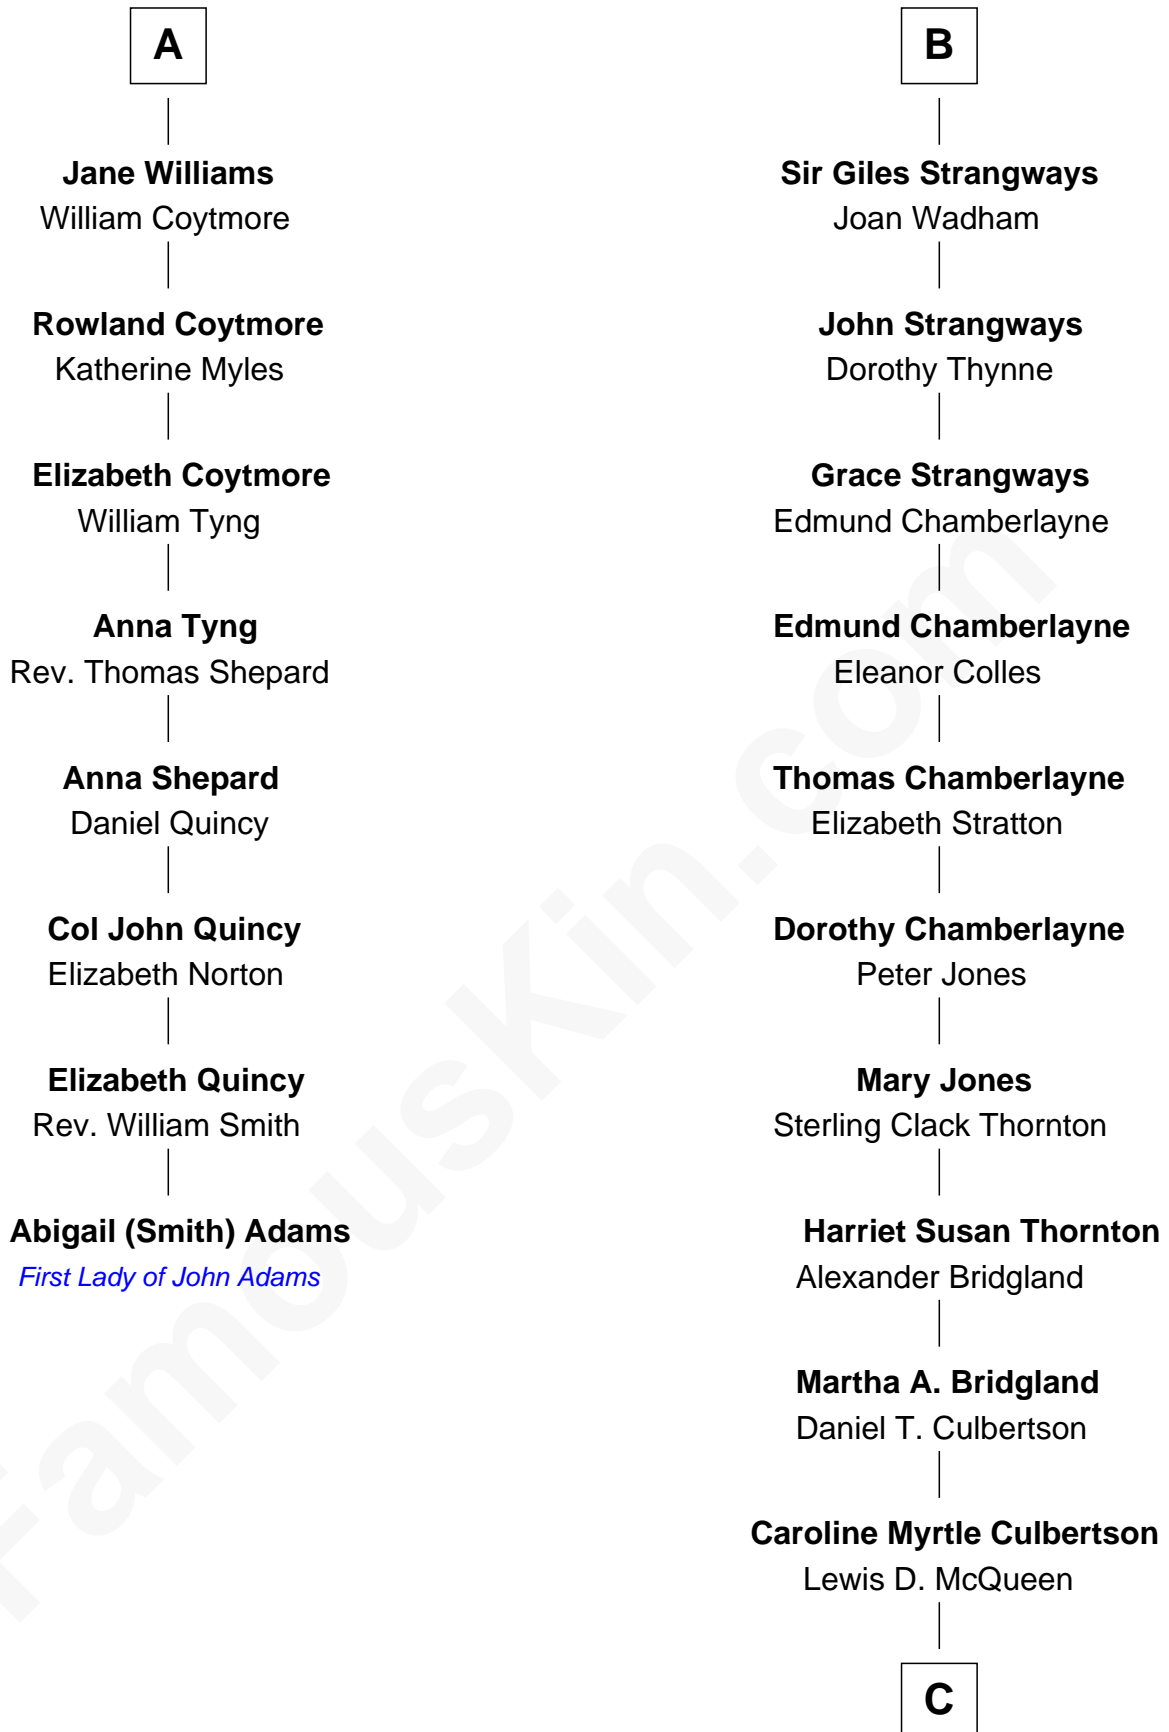 A
Jane Williams
William Coytmore
Rowland Coytmore
Katherine Myles
Elizabeth Coytmore
William Tyng
Anna Tyng
Rev. Thomas Shepard
Anna Shepard
Daniel Quincy
Col John Quincy
Elizabeth Norton
Elizabeth Quincy
Rev. William Smith
Abigail (Smith) Adams
First Lady of John Adams
B
Sir Giles Strangways
Joan Wadham
John Strangways
Dorothy Thynne
Grace Strangways
Edmund Chamberlayne
Edmund Chamberlayne
Eleanor Colles
Thomas Chamberlayne
Elizabeth Stratton
Dorothy Chamberlayne
Peter Jones
Mary Jones
Sterling Clack Thornton
Harriet Susan Thornton
Alexander Bridgland
Martha A. Bridgland
Daniel T. Culbertson
Caroline Myrtle Culbertson
Lewis D. McQueen
C
FamousKin.com